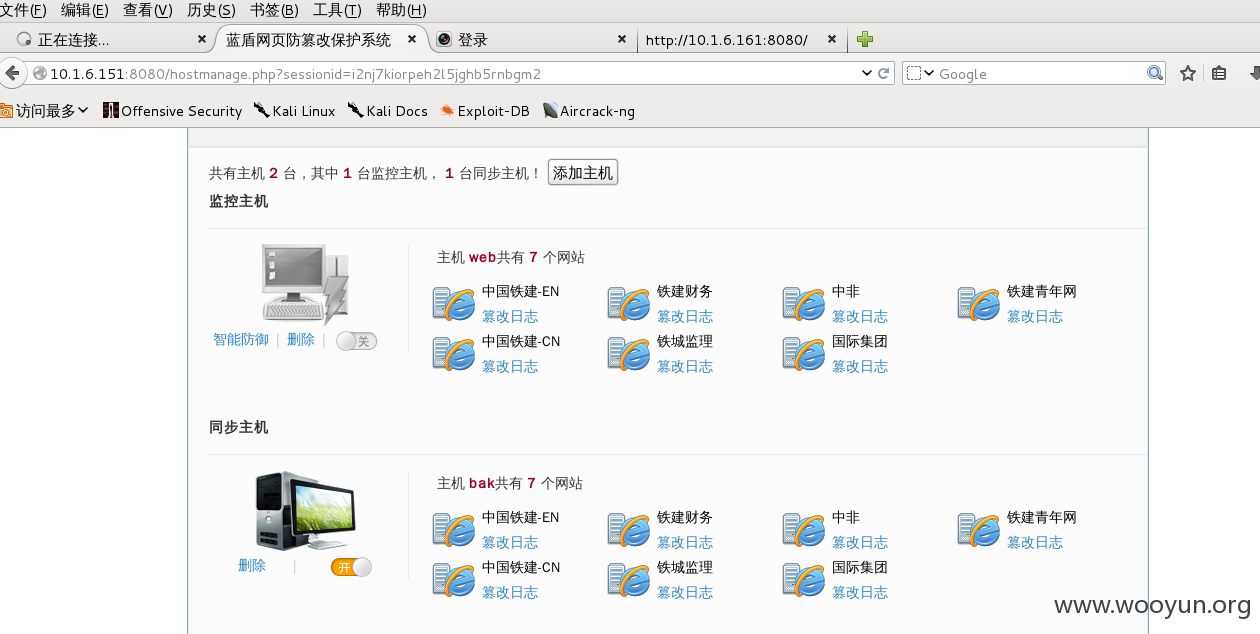 文件(F) 编辑(E) 查看(V) 历史(S) 书签(B) 工具(T) 帮助(H)
正在连接... 蓝盾网页防篡改保护系统 登录 http://10.1.6.161:8080/
10.1.6.151:8080/hostmanage.php?sessionid=i2nj7kiorpeh2l5jghb5rnbgm2 Google
访问最多 Offensive Security Kali Linux Kali Docs Exploit-DB Aircrack-ng
共有主机 2 台，其中 1 台监控主机， 1 台同步主机！ 添加主机
监控主机
主机 web共有 7 个网站
中国铁建-EN 铁建财务 中非 铁建青年网
篡改日志 篡改日志 篡改日志 篡改日志
智能防御 | 删除 | 关
中国铁建-CN 铁城监理 国际集团
篡改日志 篡改日志 篡改日志
同步主机
主机 bak共有 7 个网站
中国铁建-EN 铁建财务 中非 铁建青年网
篡改日志 篡改日志 篡改日志 篡改日志
删除 | 开
中国铁建-CN 铁城监理 国际集团
篡改日志 篡改日志 篡改日志
www.wooyun.org